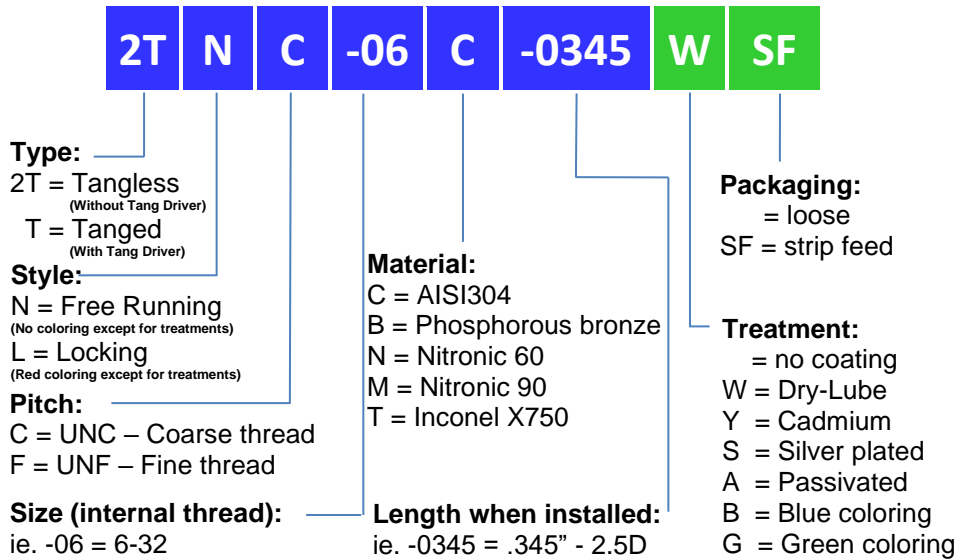 2T N C -06 C -0345 W SF
Type:
2T = Tangless
(Without Tang Driver)
T = Tanged
(With Tang Driver)
Style:
N = Free Running
(No coloring except for treatments)
L = Locking
(Red coloring except for treatments)
Pitch:
C = UNC – Coarse thread
F = UNF – Fine thread
Size (internal thread):
ie. -06 = 6-32
Material:
C = AISI304
B = Phosphorous bronze
N = Nitronic 60
M = Nitronic 90
T = Inconel X750
Length when installed:
ie. -0345 = .345” - 2.5D
Packaging:
= loose
SF = strip feed
Treatment:
= no coating
W = Dry-Lube
Y = Cadmium
S = Silver plated
A = Passivated
B = Blue coloring
G = Green coloring